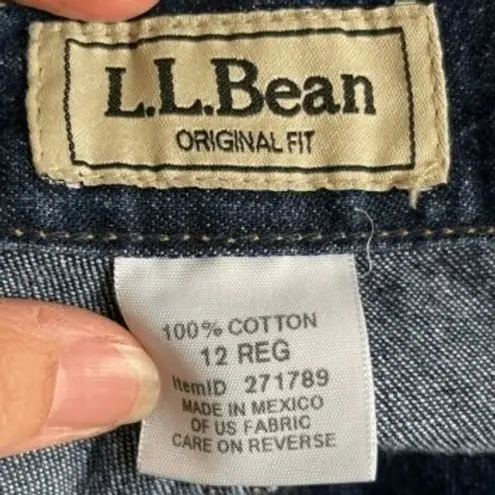 L.L.Bean
ORIGINAL FIT
100% COTTON
12 REG
ItemID 271789
MADE IN MEXICO
OF US FABRIC
CARE ON REVERSE